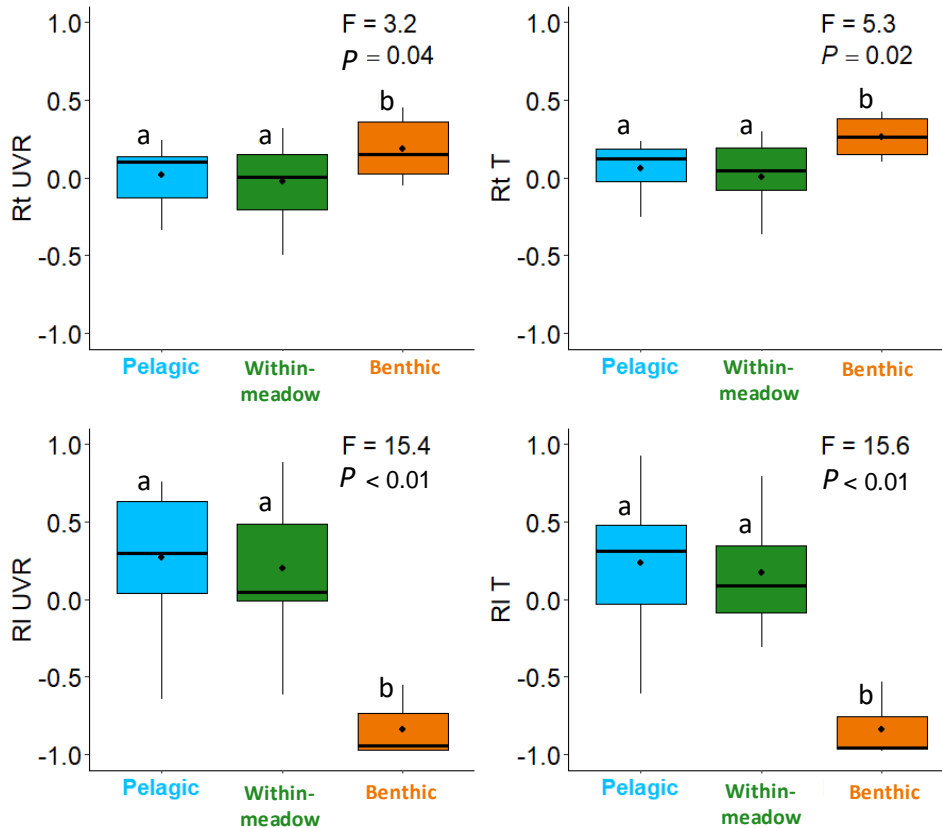 F = 3.2
P = 0.04
1.0
0.5
0.0
-0.5
-1.0
Rt UVR
a
a
b
Pelagic
Within-
meadow
Benthic
F = 5.3
P = 0.02
1.0
0.5
0.0
-0.5
-1.0
Rt T
a
a
b
Pelagic
Within-
meadow
Benthic
F = 15.4
P < 0.01
1.0
0.5
0.0
-0.5
-1.0
Rl UVR
a
a
b
Pelagic
Within-
meadow
Benthic
F = 15.6
P < 0.01
1.0
0.5
0.0
-0.5
-1.0
Rl T
a
a
b
Pelagic
Within-
meadow
Benthic